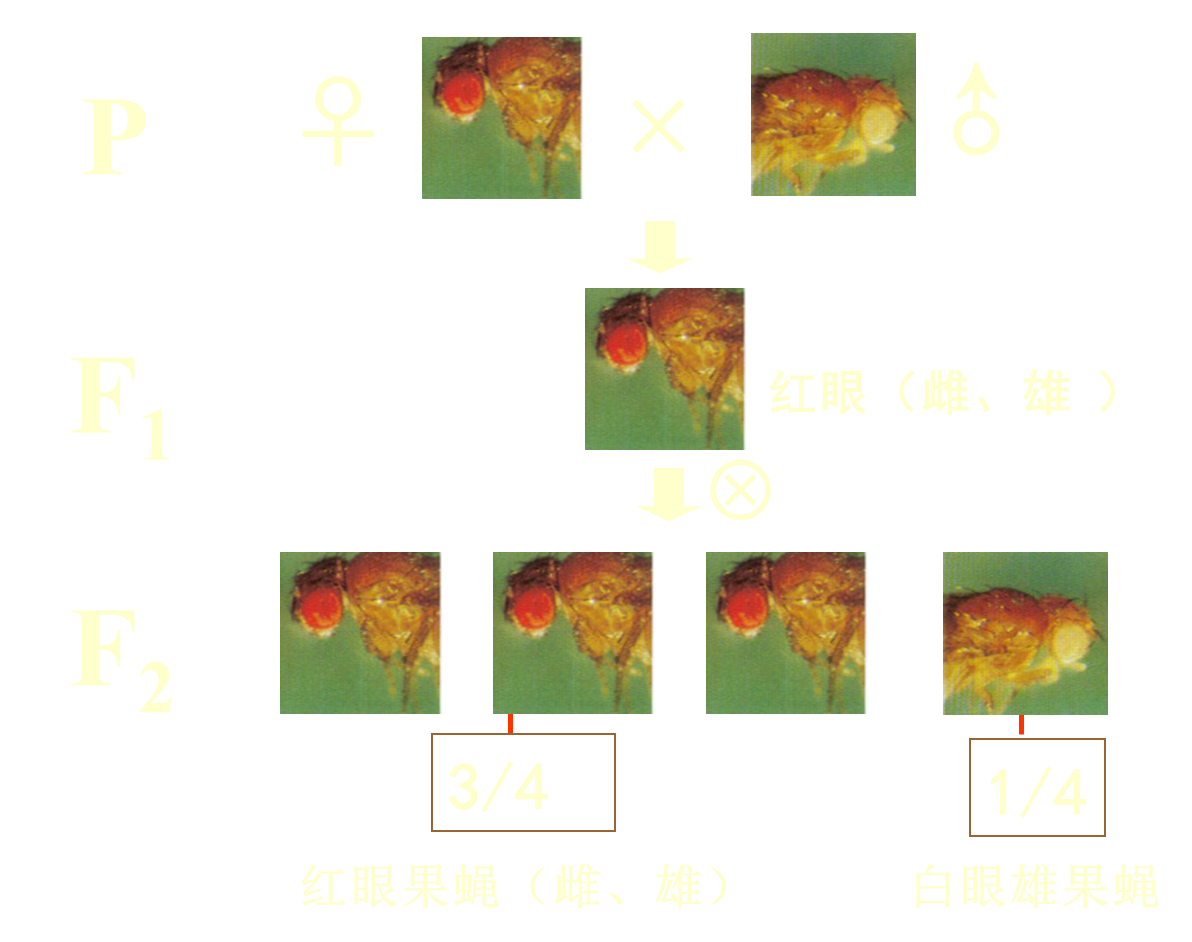 P ♀ × ♂
F1 红眼（雌、雄 ）
⊗
F2
3/4 1/4
红眼果蝇（雌、雄） 白眼雄果蝇